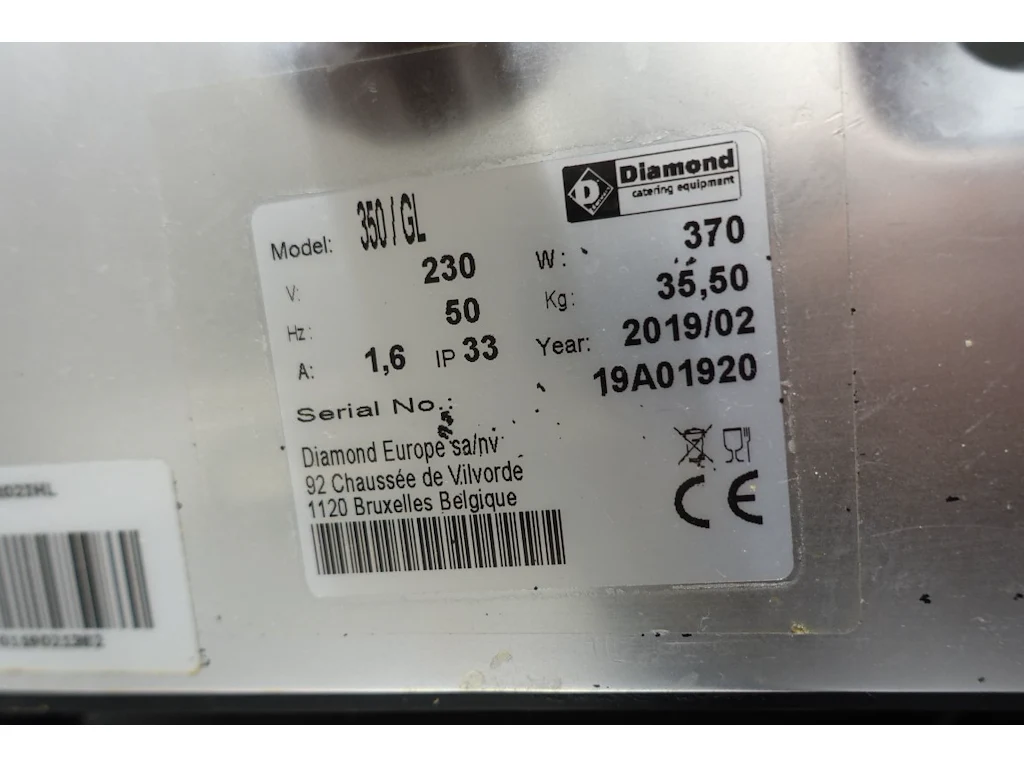 D
Diamond
catering equipment
Model: 350/GL
V: 230
W: 370
Hz: 50
Kg: 35,50
A: 1,6 IP 33
Year: 2019/02
Serial No.: 19A01920
Diamond Europe sa/nv
92 Chaussée de Vilvorde
1120 Bruxelles Belgique
CE